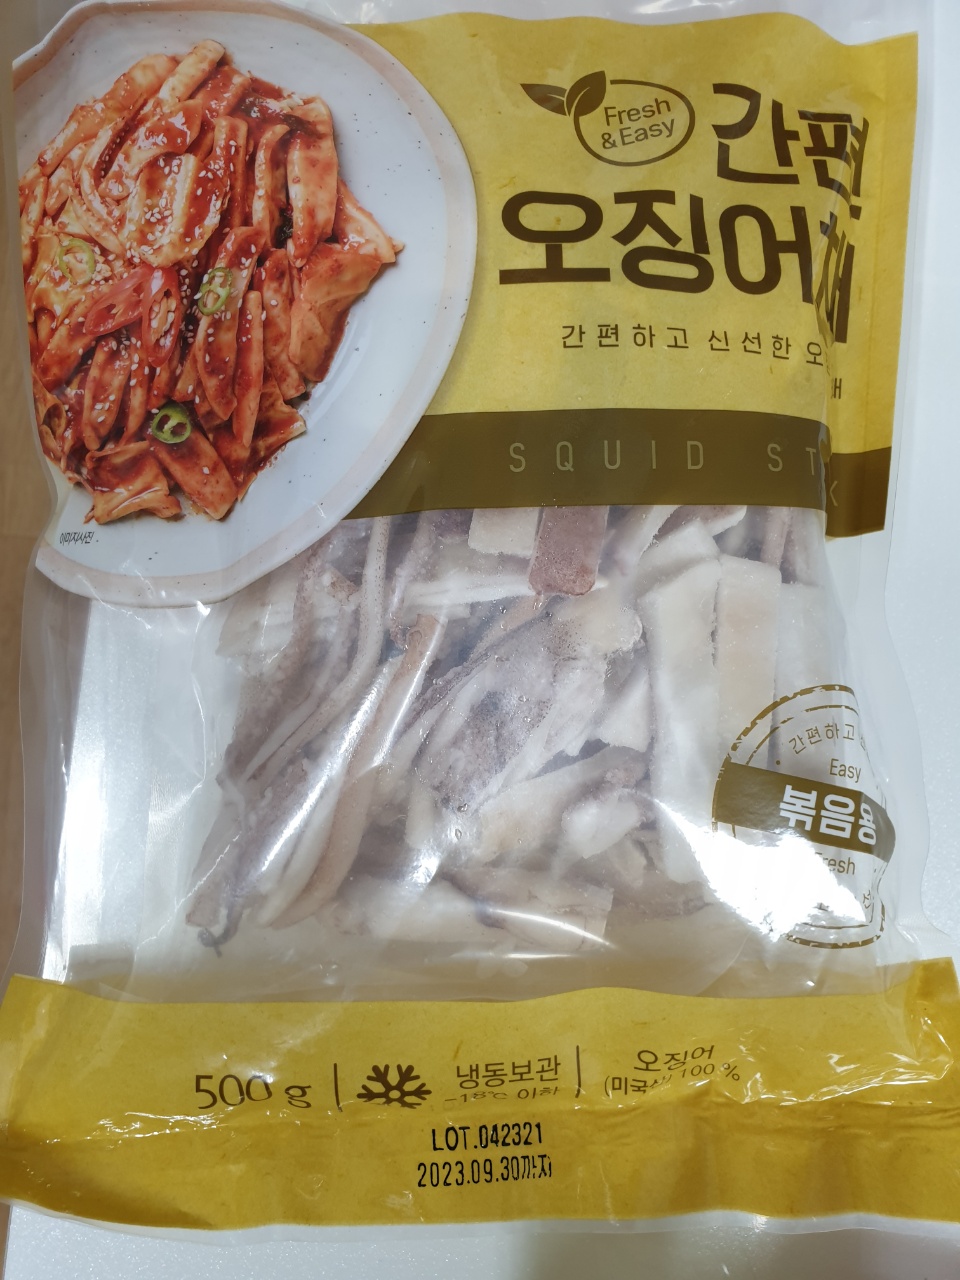 Fresh
& Easy
간편
오징어채
간편하고 신선한
SQUID
이미지사진
간편하고
Easy
볶음용
Fresh
500 g
냉동보관
-18℃ 이하
오징어
(미국산) 100 %
LOT.042321
2023.09.30까지